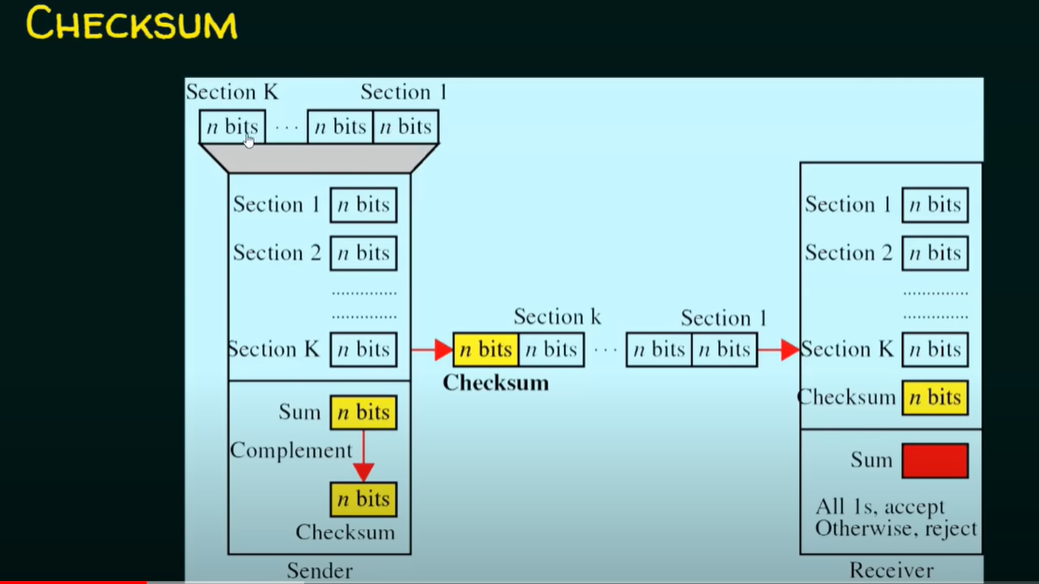 CHECKSUM
Section K Section 1
n bits ... n bits n bits
Section 1 n bits
Section 2 n bits
Section K n bits
Sum n bits
Complement
n bits
Checksum
Sender
Section k Section 1
n bits n bits ... n bits n bits
Checksum
Section 1 n bits
Section 2 n bits
Section K n bits
Checksum n bits
Sum
All 1s, accept
Otherwise, reject
Receiver